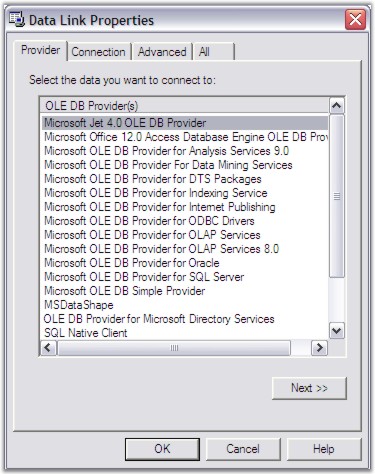 Data Link Properties
Provider Connection Advanced All
Select the data you want to connect to:
OLE DB Provider(s)
Microsoft Jet 4.0 OLE DB Provider
Microsoft Office 12.0 Access Database Engine OLE DB Prov
Microsoft OLE DB Provider for Analysis Services 9.0
Microsoft OLE DB Provider For Data Mining Services
Microsoft OLE DB Provider for DTS Packages
Microsoft OLE DB Provider for Indexing Service
Microsoft OLE DB Provider for Internet Publishing
Microsoft OLE DB Provider for ODBC Drivers
Microsoft OLE DB Provider for OLAP Services
Microsoft OLE DB Provider for OLAP Services 8.0
Microsoft OLE DB Provider for Oracle
Microsoft OLE DB Provider for SQL Server
Microsoft OLE DB Simple Provider
MSDataShape
OLE DB Provider for Microsoft Directory Services
SQL Native Client
Next >>
OK Cancel Help